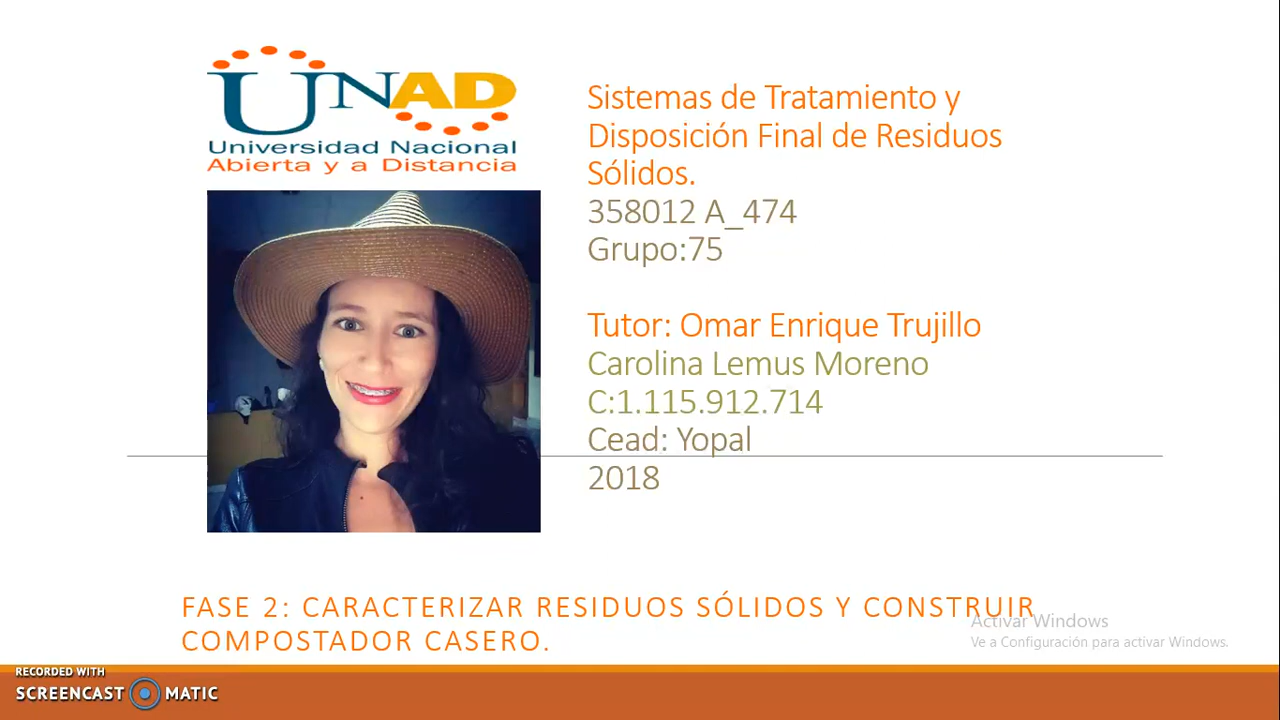 UNAD
Universidad Nacional
Abierta y a Distancia
Sistemas de Tratamiento y
Disposición Final de Residuos
Sólidos.
358012 A_474
Grupo:75
Tutor: Omar Enrique Trujillo
Carolina Lemus Moreno
C:1.115.912.714
Cead: Yopal
2018
FASE 2: CARACTERIZAR RESIDUOS SÓLIDOS Y CONSTRUIR
COMPOSTADOR CASERO.
Activar Windows
Ve a Configuración para activar Windows.
RECORDED WITH
SCREENCAST MATIC